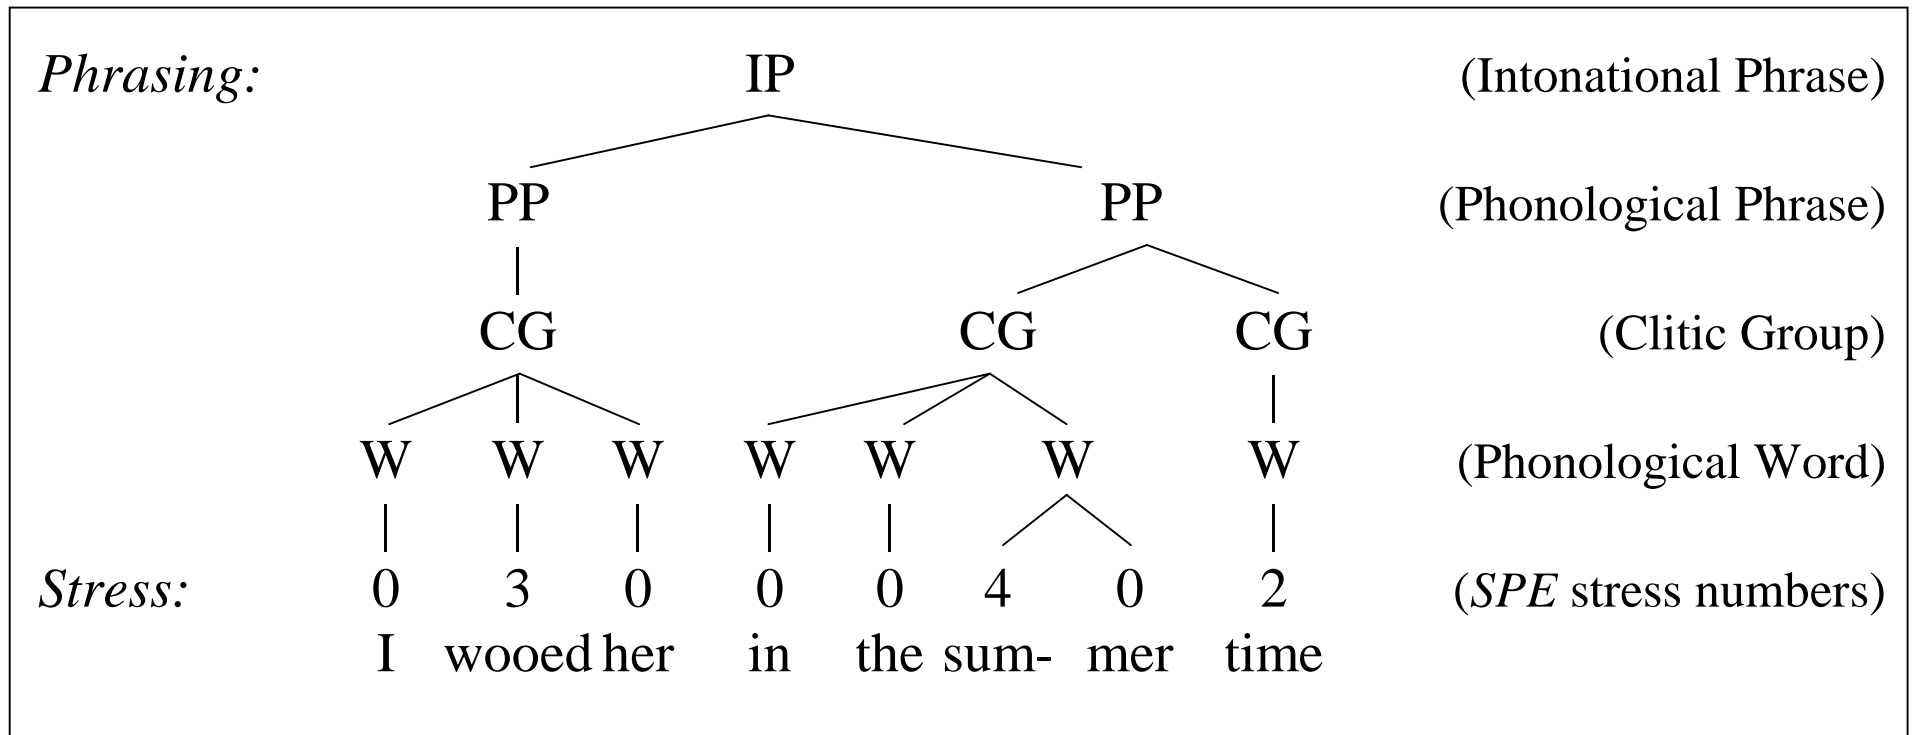 Phrasing: IP (Intonational Phrase)
PP PP (Phonological Phrase)
CG CG CG (Clitic Group)
W W W W W W W (Phonological Word)
Stress: 0 3 0 0 0 4 0 2 (SPE stress numbers)
I wooed her in the sum- mer time